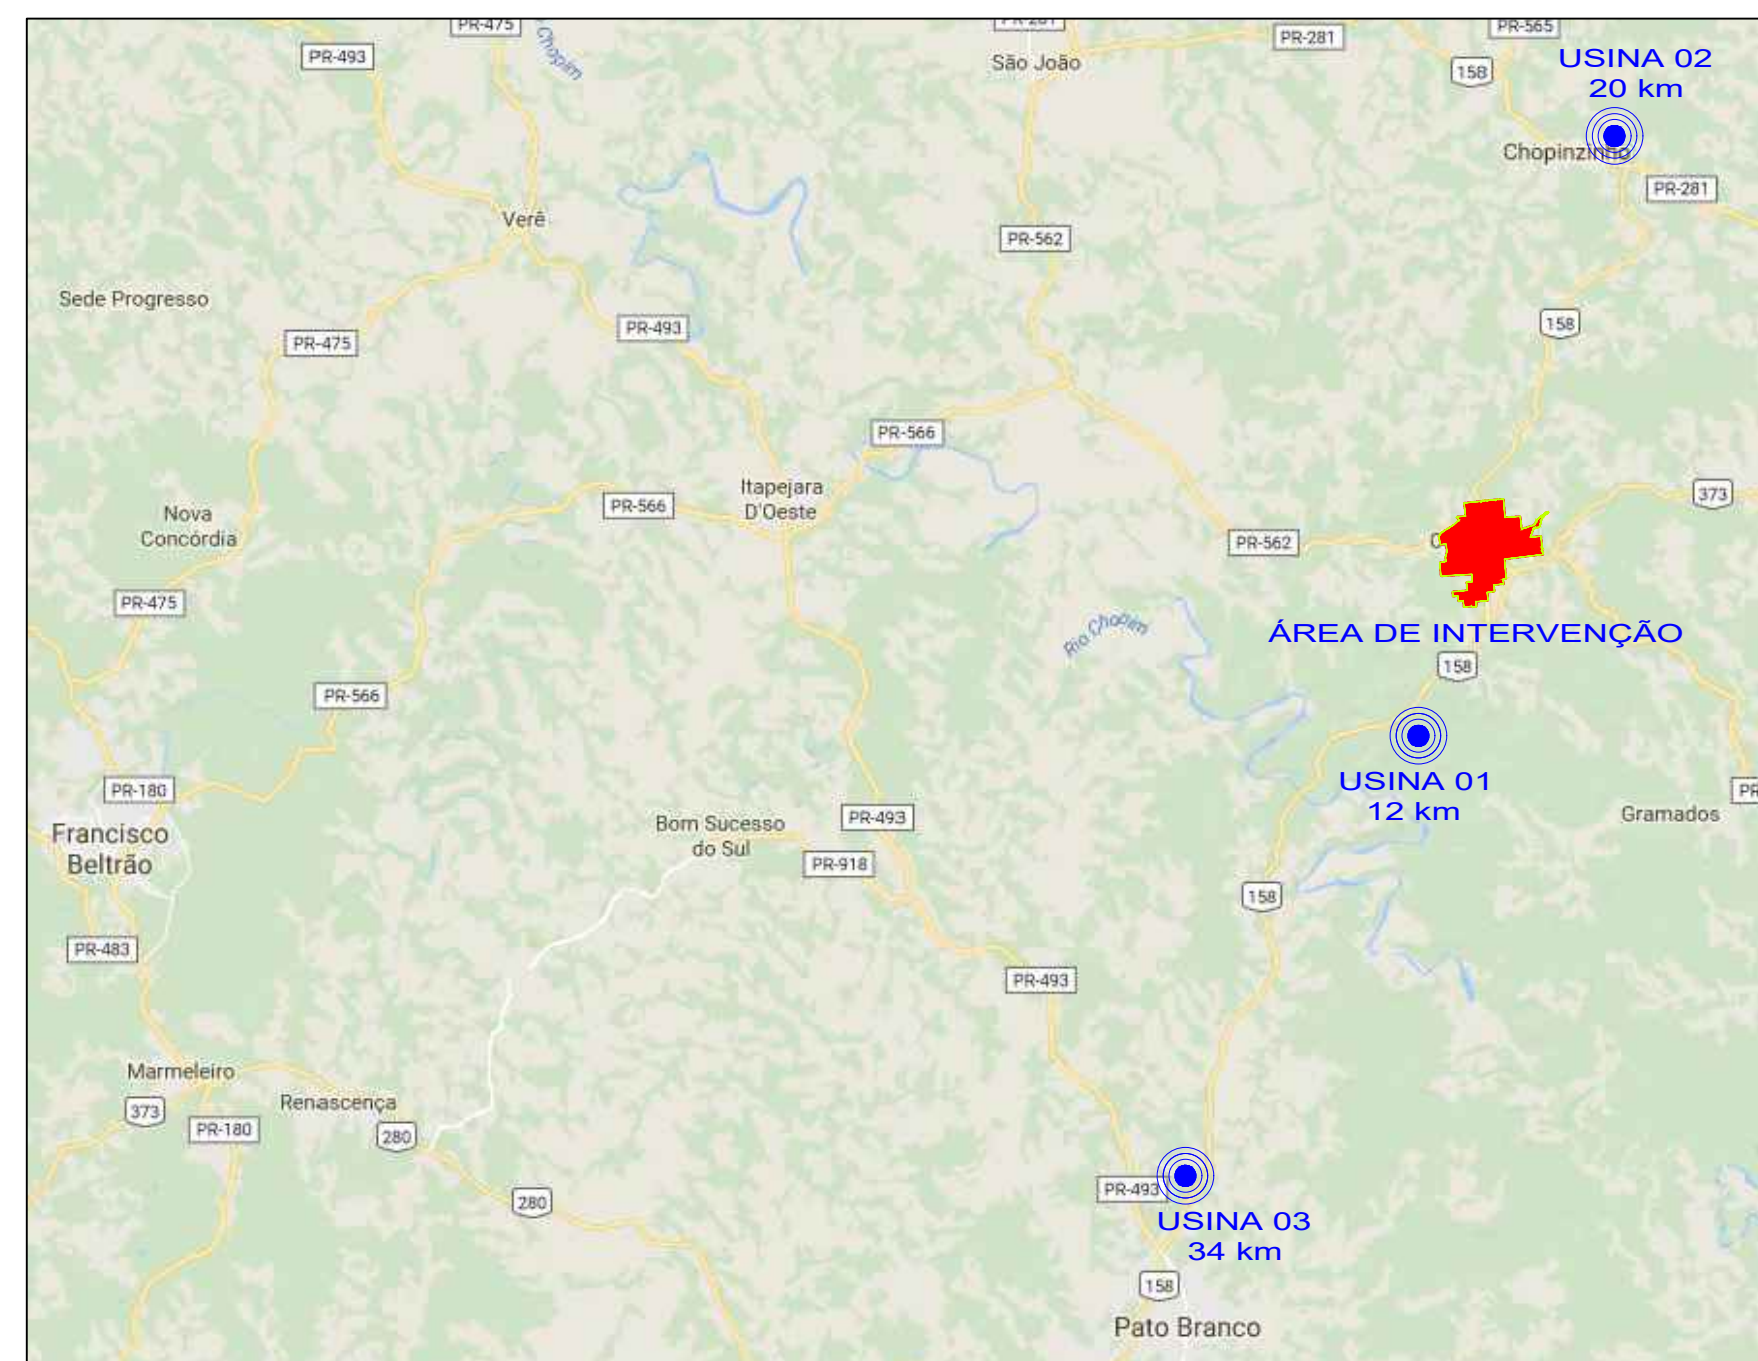 PR-475
PR-281
PR-565
PR-493
Chopim
São João
PR-281
158
USINA 02
20 km
Chopinzinho
PR-281
Verê
PR-562
Sede Progresso
PR-475
PR-493
158
PR-566
Itapejara
D'Oeste
PR-566
373
Nova
Concórdia
PR-562
PR-475
Rio Chopim
ÁREA DE INTERVENÇÃO
158
PR-566
USINA 01
12 km
PR-180
PR
Gramados
Francisco
Beltrão
Bom Sucesso
do Sul
PR-493
PR-918
158
PR-483
PR-493
Marmeleiro
373
PR-180
Renascença
280
280
PR-493
USINA 03
34 km
158
Pato Branco